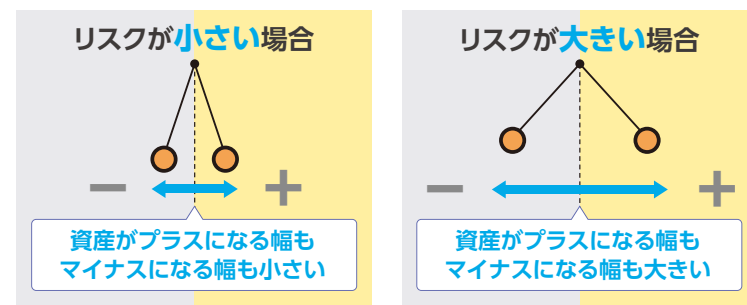 リスクが小さい場合
− +
資産がプラスになる幅も
マイナスになる幅も小さい
リスクが大きい場合
− +
資産がプラスになる幅も
マイナスになる幅も大きい